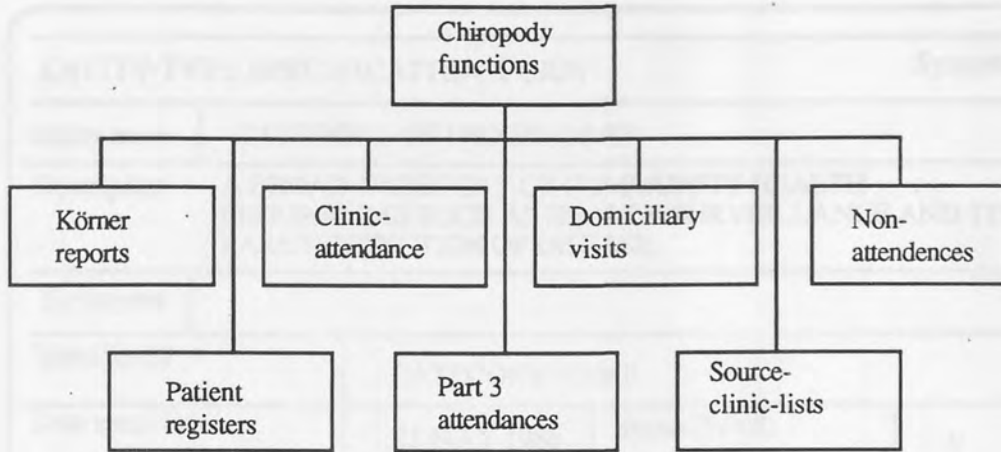 Chiropody
functions
Körner
reports
Clinic-
attendance
Domiciliary
visits
Non-
attendences
Patient
registers
Part 3
attendances
Source-
clinic-lists